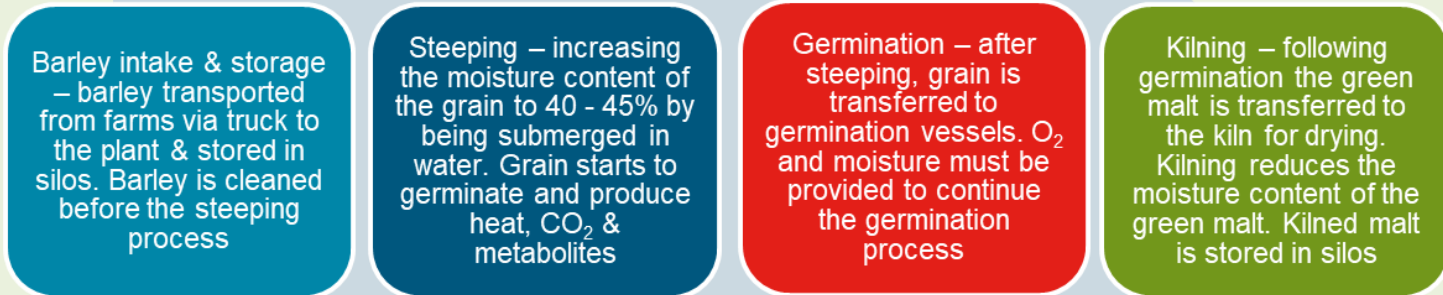 Barley intake & storage
– barley transported
from farms via truck to
the plant & stored in
silos. Barley is cleaned
before the steeping
process
Steeping – increasing
the moisture content of
the grain to 40 - 45% by
being submerged in
water. Grain starts to
germinate and produce
heat, CO₂ &
metabolites
Germination – after
steeping, grain is
transferred to
germination vessels. O₂
and moisture must be
provided to continue
the germination
process
Kilning – following
germination the green
malt is transferred to
the kiln for drying.
Kilning reduces the
moisture content of the
green malt. Kilned malt
is stored in silos